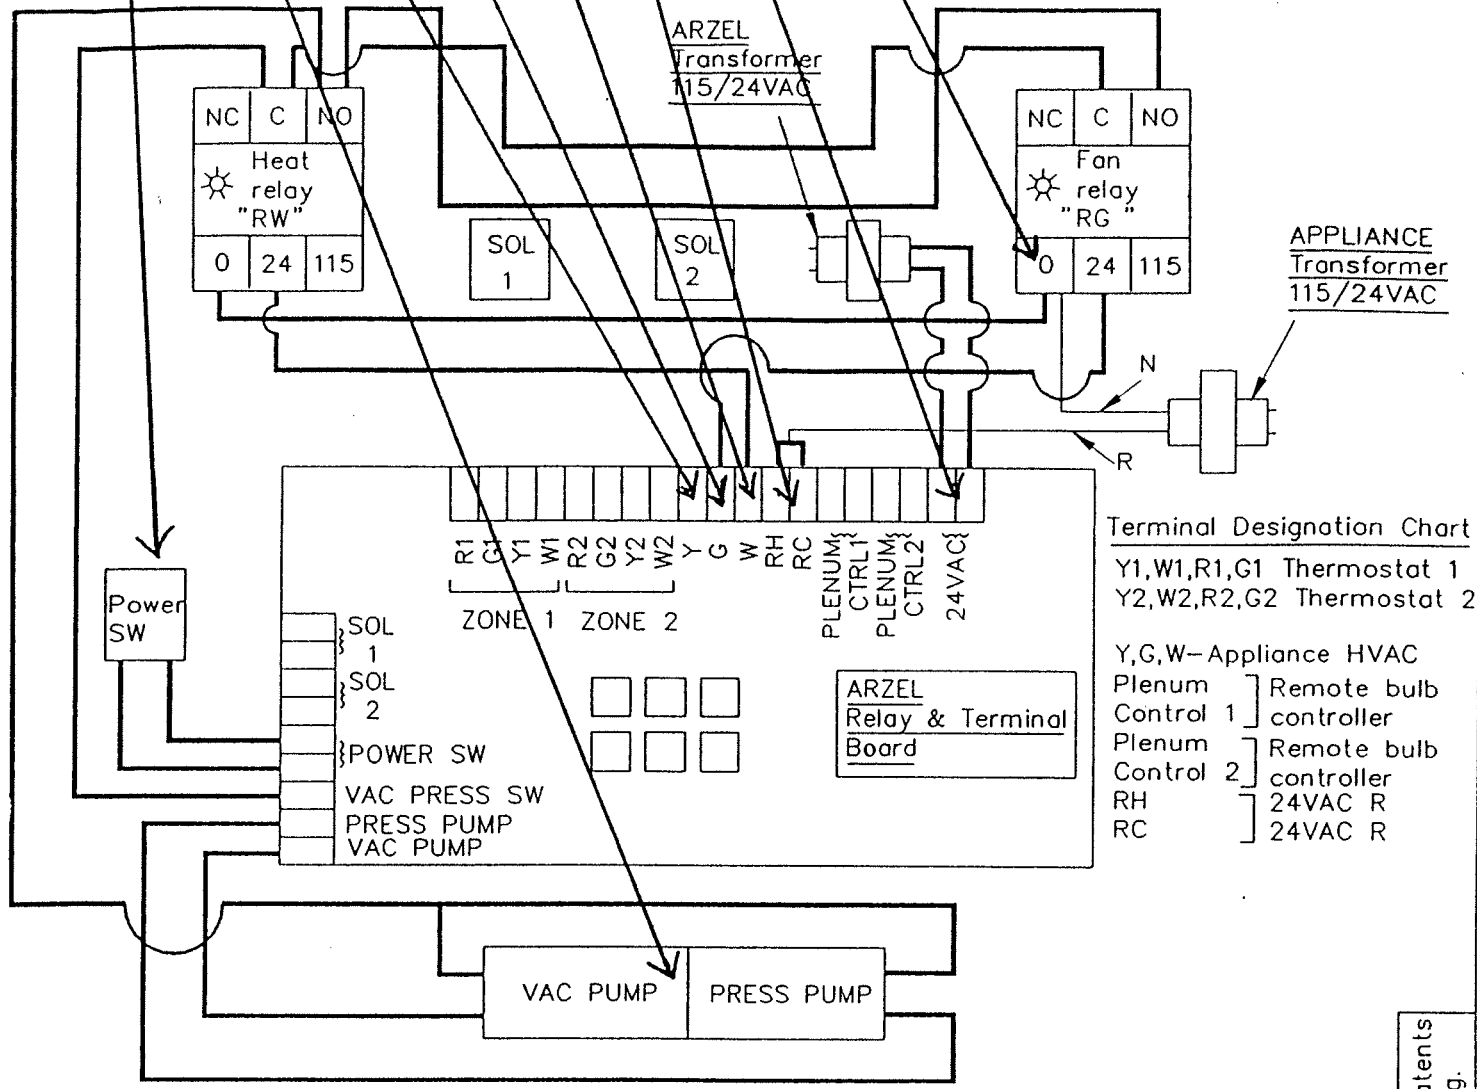 ARZEL
Transformer
115/24VAC
NC C NO
Heat
relay
"RW"
0 24 115
SOL
1
SOL
2
NC C NO
Fan
relay
"RG "
0 24 115
APPLIANCE
Transformer
115/24VAC
N
R
R1 G1 Y1 W1 R2 G2 Y2 W2 Y G W RH RC PLENUM CTRL1 PLENUM CTRL2 24VAC
ZONE 1 ZONE 2
Power
SW
SOL
1
SOL
2
POWER SW
VAC PRESS SW
PRESS PUMP
VAC PUMP
ARZEL
Relay & Terminal
Board
Terminal Designation Chart
Y1,W1,R1,G1 Thermostat 1
Y2,W2,R2,G2 Thermostat 2
Y,G,W-Appliance HVAC
Plenum Remote bulb
Control 1 controller
Plenum Remote bulb
Control 2 controller
RH 24VAC R
RC 24VAC R
VAC PUMP PRESS PUMP